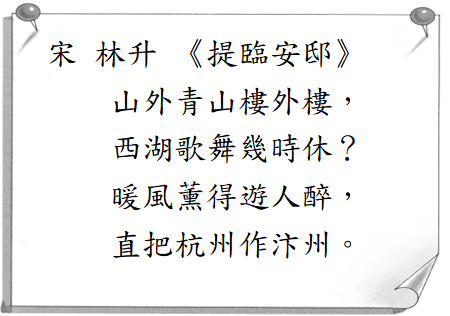 宋 林升 《提臨安邸》
山外青山樓外樓，
西湖歌舞幾時休？
暖風薰得遊人醉，
直把杭州作汴州。